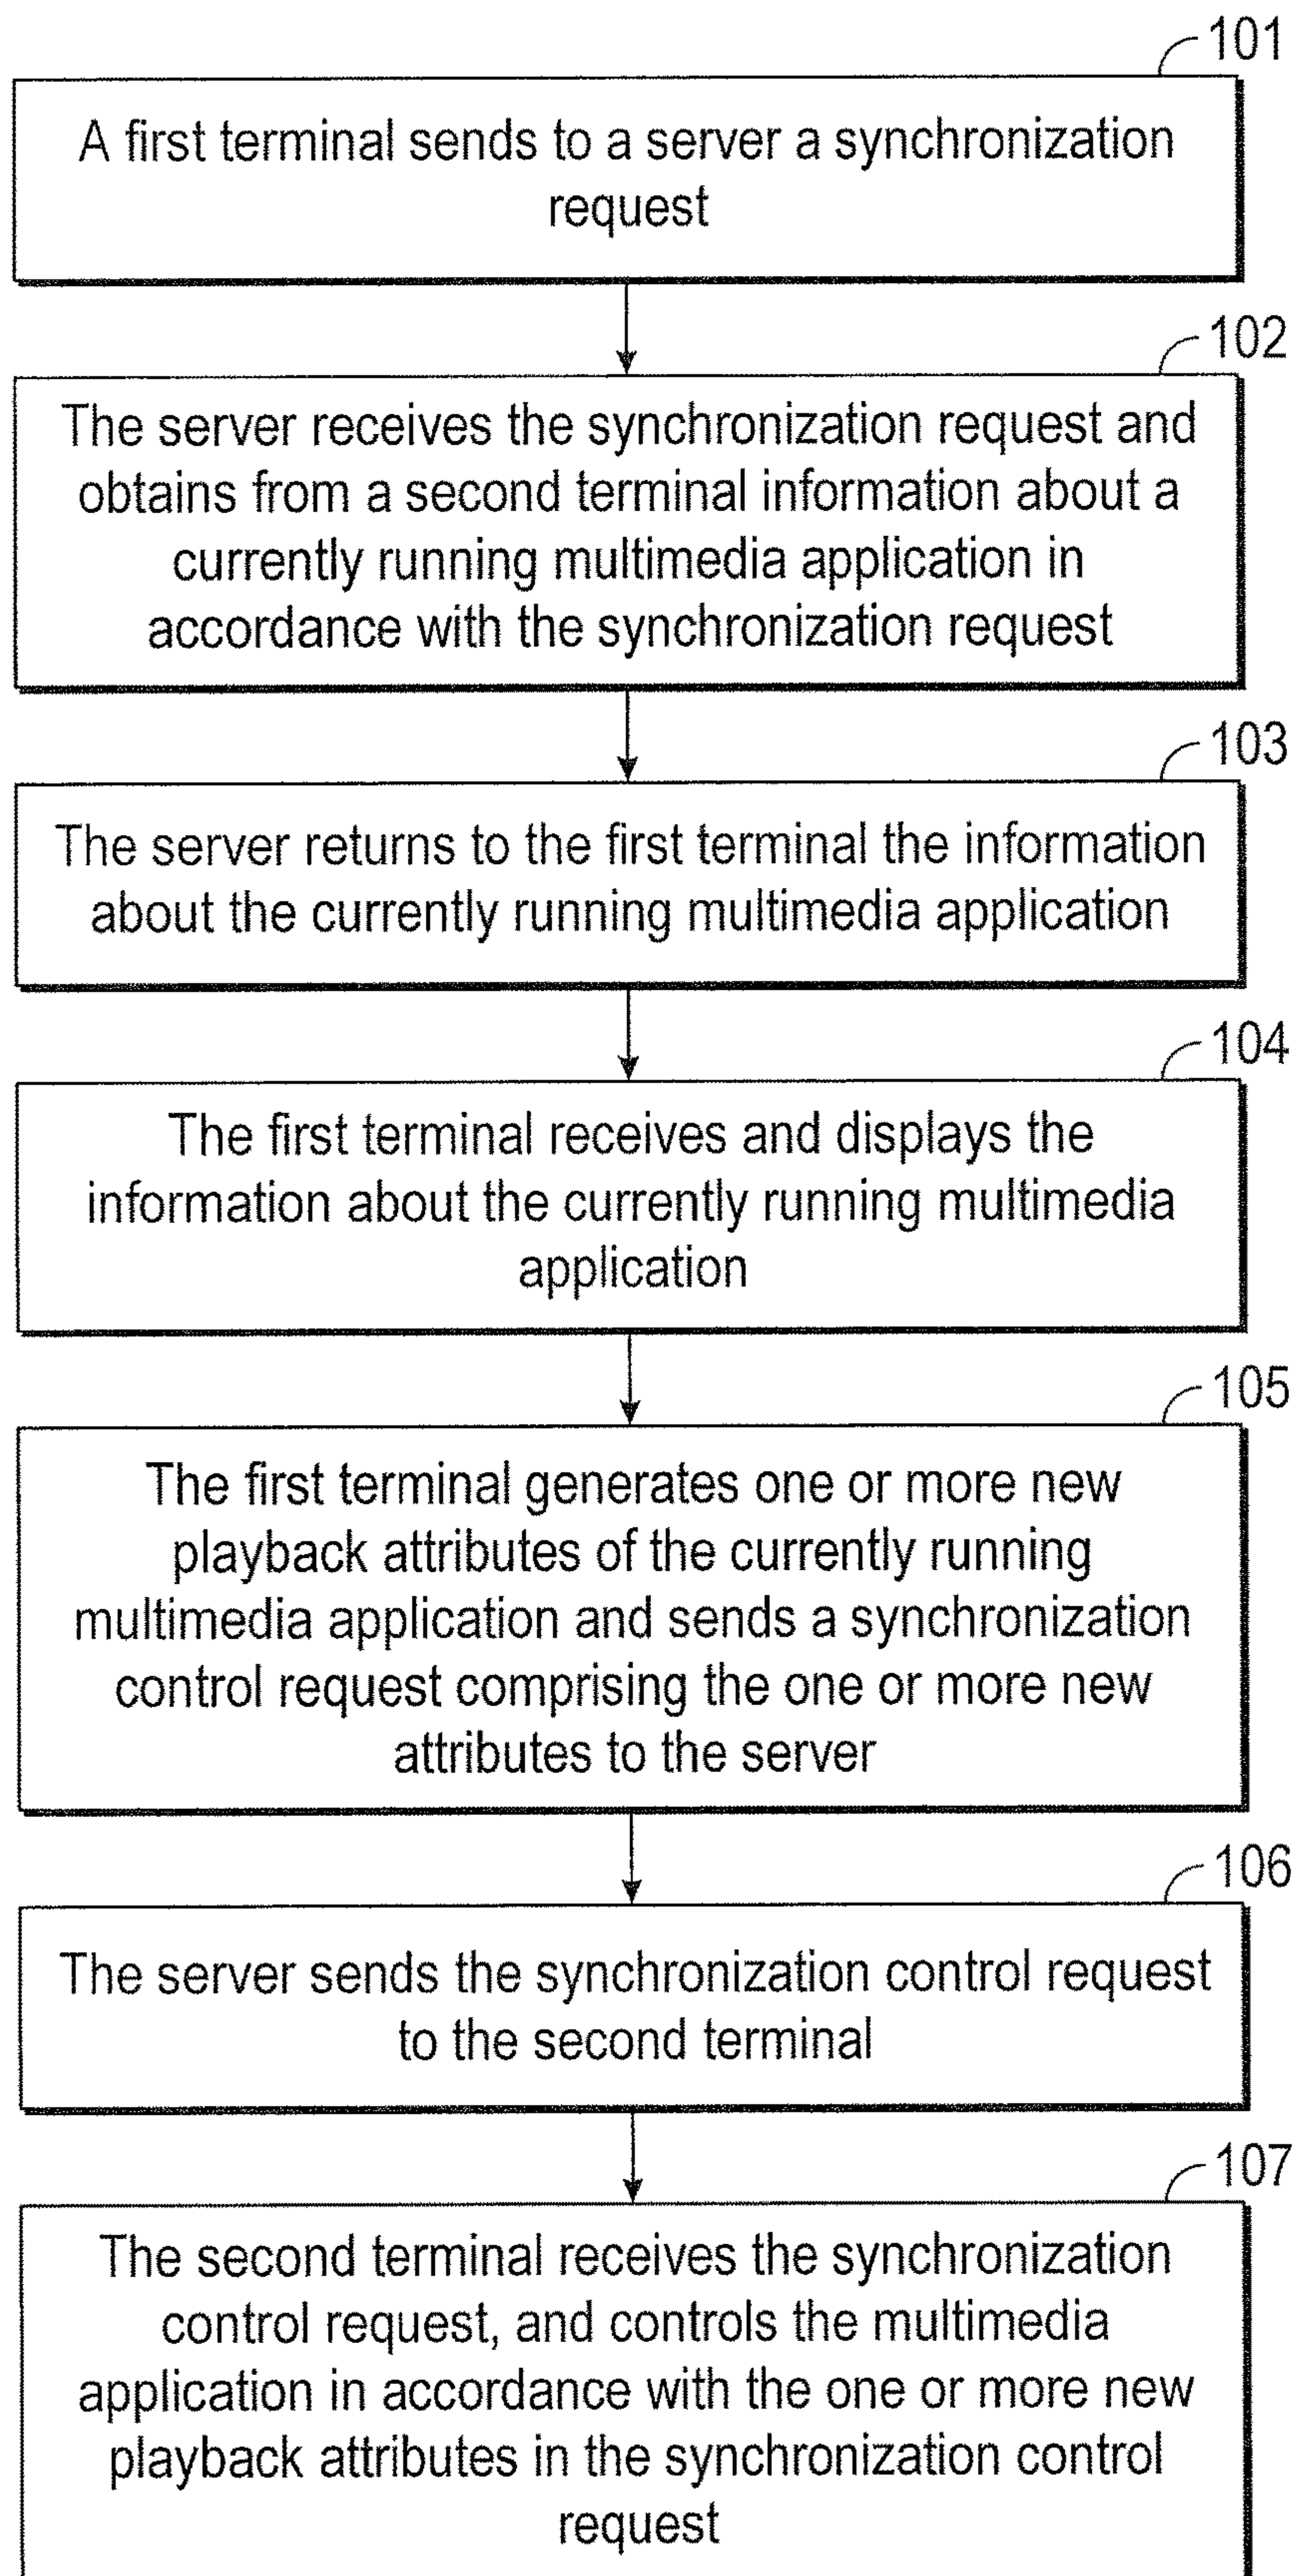 101
A first terminal sends to a server a synchronization
request
102
The server receives the synchronization request and
obtains from a second terminal information about a
currently running multimedia application in
accordance with the synchronization request
103
The server returns to the first terminal the information
about the currently running multimedia application
104
The first terminal receives and displays the
information about the currently running multimedia
application
105
The first terminal generates one or more new
playback attributes of the currently running
multimedia application and sends a synchronization
control request comprising the one or more new
attributes to the server
106
The server sends the synchronization control request
to the second terminal
107
The second terminal receives the synchronization
control request, and controls the multimedia
application in accordance with the one or more new
playback attributes in the synchronization control
request